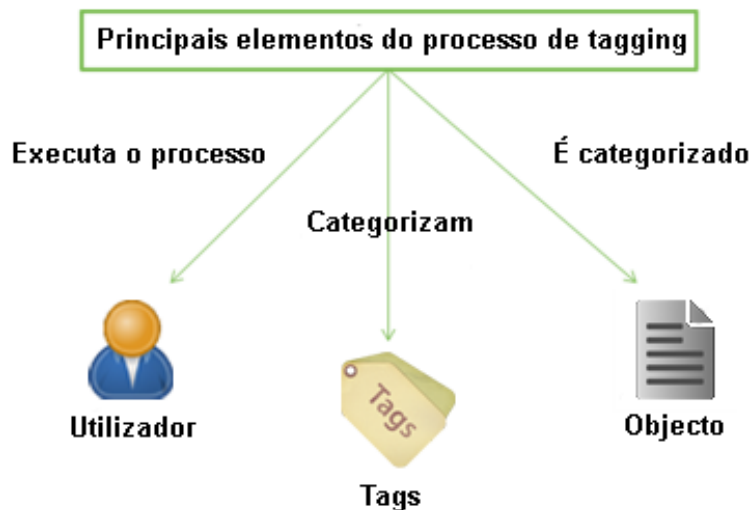 Principais elementos do processo de tagging
Executa o processo
É categorizado
Categorizam
Tags
Utilizador
Objecto
Tags